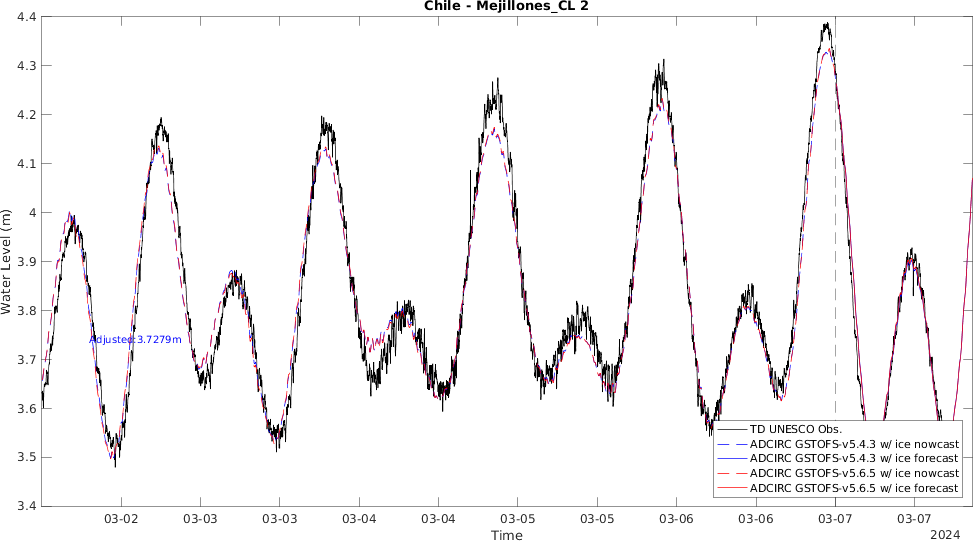 Chile - Mejillones_CL 2
4.4
4.3
4.2
4.1
4
3.9
3.8
3.7
3.6
3.5
3.4
Water Level (m)
Adjusted:3.7279m
TD UNESCO Obs.
ADCIRC GSTOFS-v5.4.3 w/ ice nowcast
ADCIRC GSTOFS-v5.4.3 w/ ice forecast
ADCIRC GSTOFS-v5.6.5 w/ ice nowcast
ADCIRC GSTOFS-v5.6.5 w/ ice forecast
03-02 03-03 03-03 03-04 03-04 03-05 03-05 03-06 03-06 03-07 03-07
Time
2024